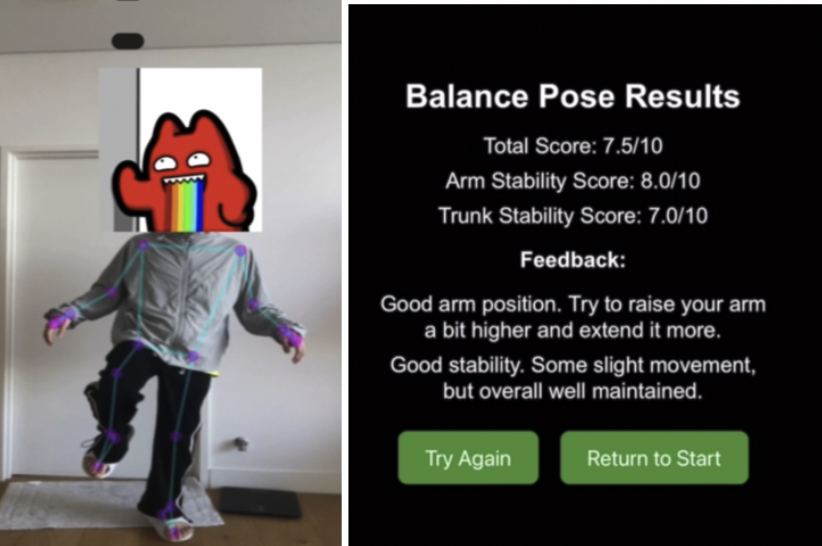 Balance Pose Results
Total Score: 7.5/10
Arm Stability Score: 8.0/10
Trunk Stability Score: 7.0/10
Feedback:
Good arm position. Try to raise your arm
a bit higher and extend it more.
Good stability. Some slight movement,
but overall well maintained.
Try Again
Return to Start